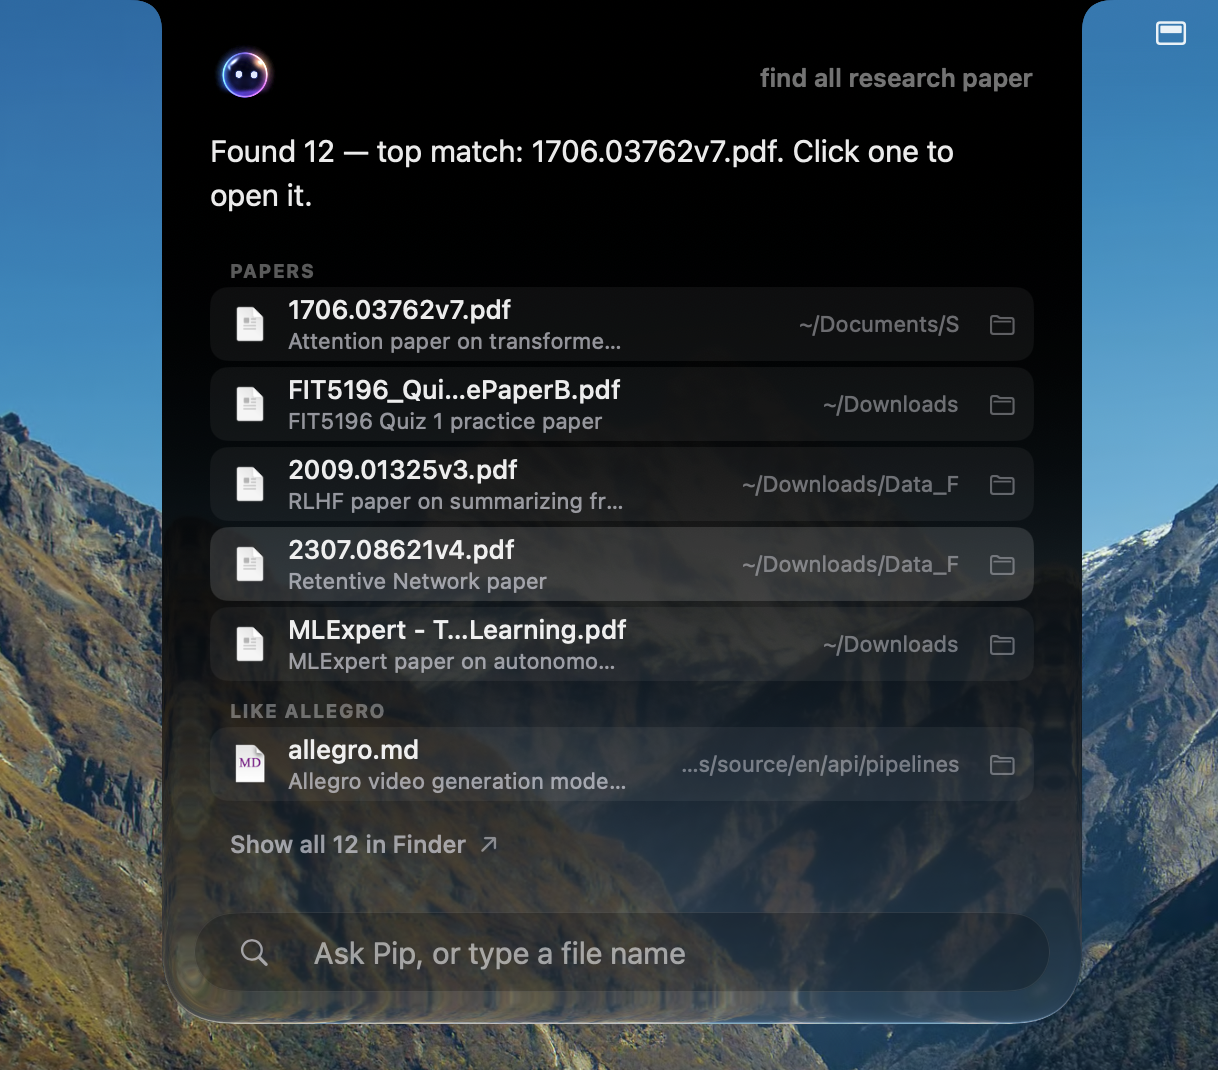 find all research paper
Found 12 — top match: 1706.03762v7.pdf. Click one to
open it.
PAPERS
1706.03762v7.pdf
Attention paper on transforme...
~/Documents/S
FIT5196_Qui...ePaperB.pdf
FIT5196 Quiz 1 practice paper
~/Downloads
2009.01325v3.pdf
RLHF paper on summarizing fr...
~/Downloads/Data_F
2307.08621v4.pdf
Retentive Network paper
~/Downloads/Data_F
MLExpert - T...Learning.pdf
MLExpert paper on autonomo...
~/Downloads
LIKE ALLEGRO
MD
allegro.md
Allegro video generation mode...
...s/source/en/api/pipelines
Show all 12 in Finder ↗
Ask Pip, or type a file name